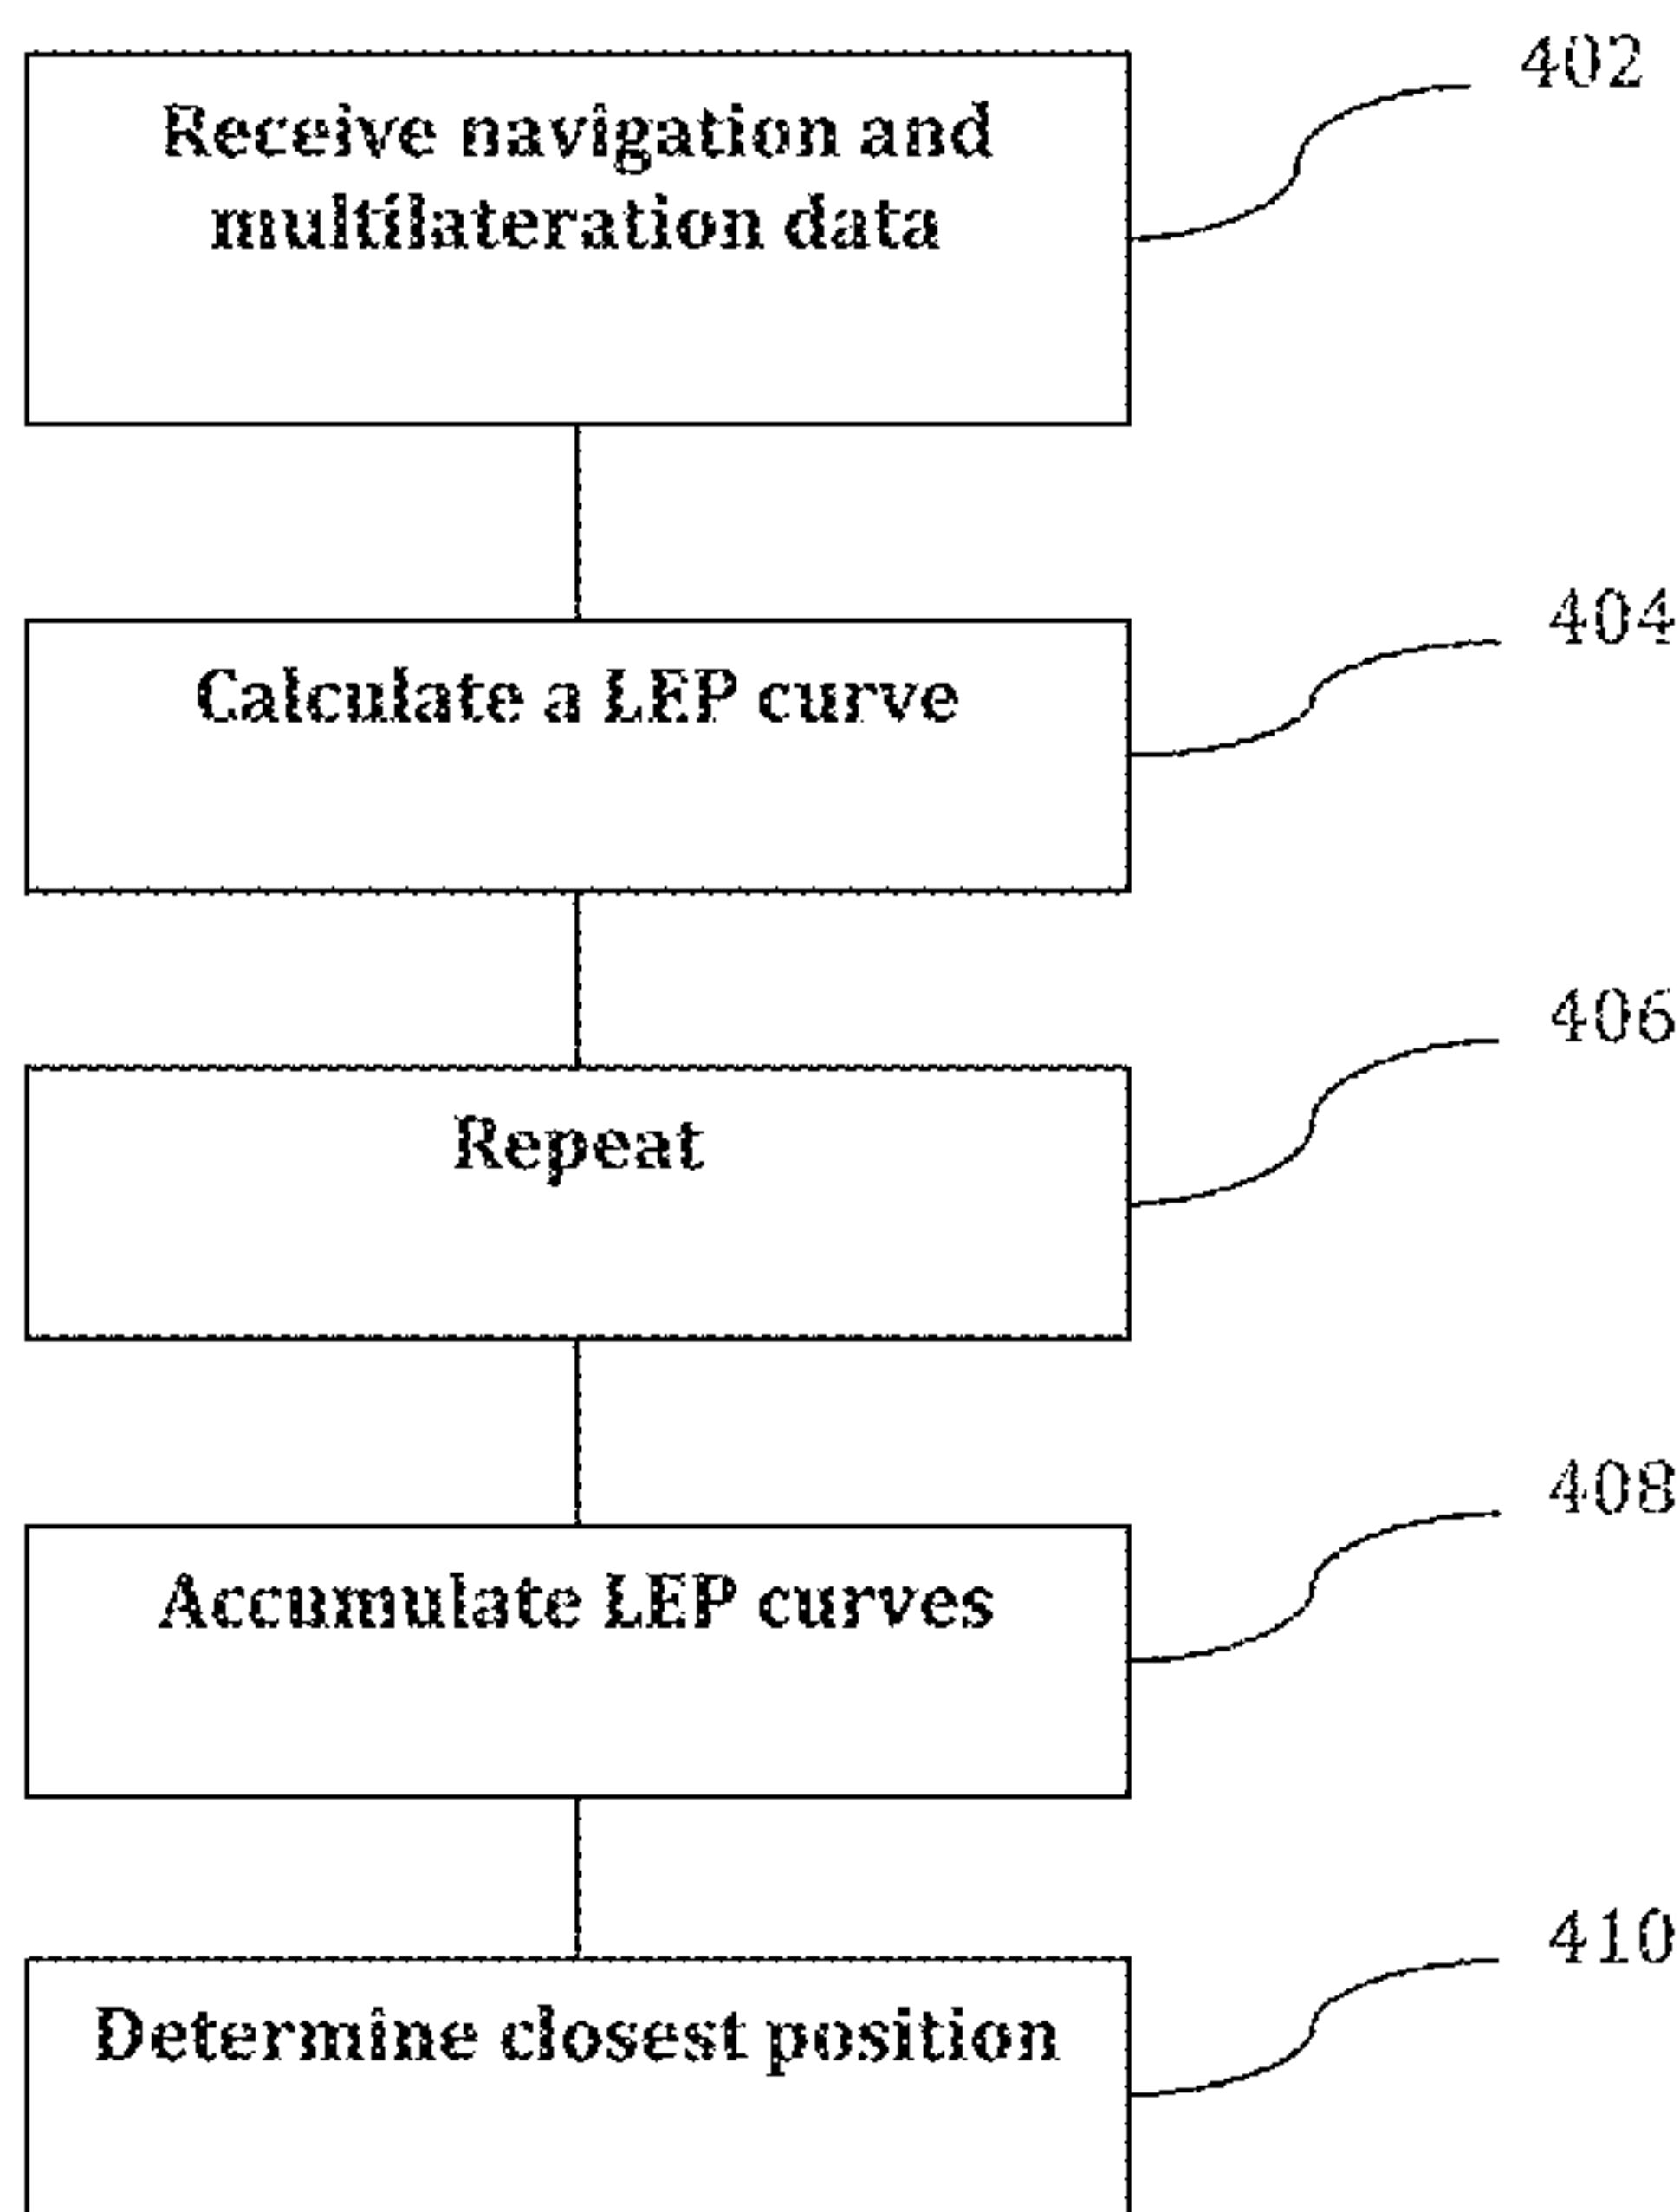 402
Receive navigation and
multilateration data
404
Calculate a LEP curve
406
Repeat
408
Accumulate LEP curves
410
Determine closest position